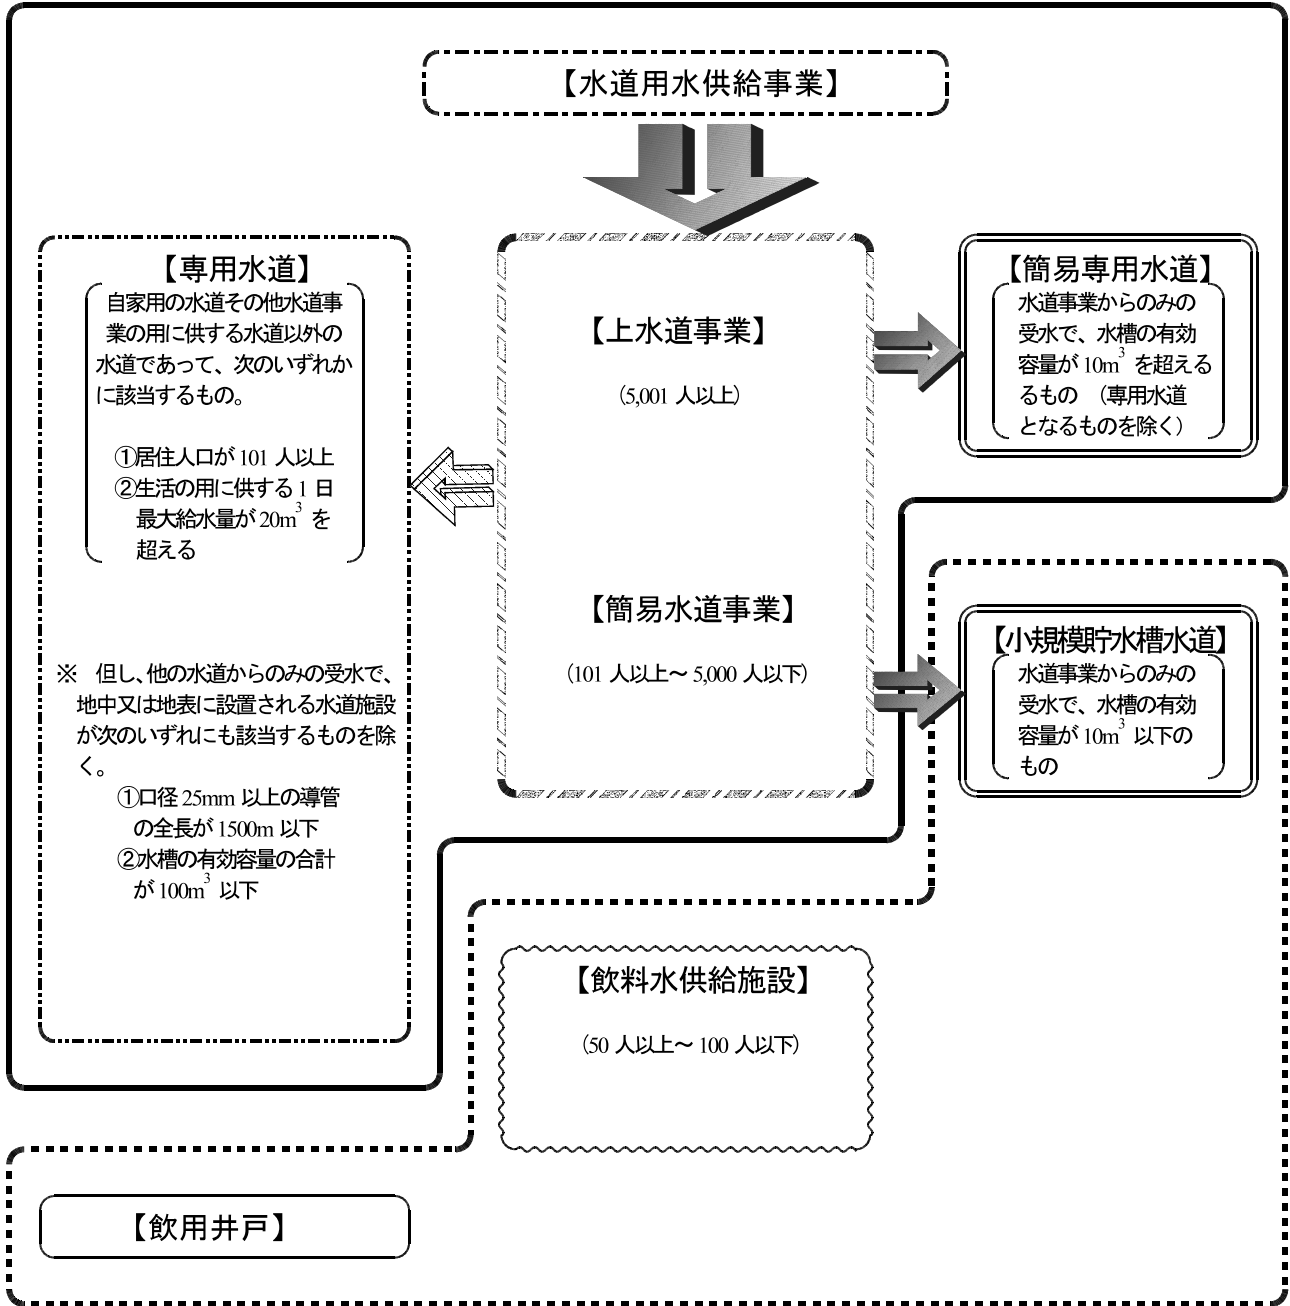 【水道用水供給事業】
【専用水道】
自家用の水道その他水道事
業の用に供する水道以外の
水道であって、次のいずれか
に該当するもの。
①居住人口が 101 人以上
②生活の用に供する 1 日
最大給水量が 20m³ を
超える
※　但し、他の水道からのみの受水で、
地中又は地表に設置される水道施設
が次のいずれにも該当するものを除
く。
①口径 25mm 以上の導管
の全長が 1500m 以下
②水槽の有効容量の合計
が 100m³ 以下
【上水道事業】
（5,001 人以上）
【簡易水道事業】
（101 人以上～ 5,000 人以下）
【簡易専用水道】
水道事業からのみの
受水で、水槽の有効
容量が 10m³ を超える
るもの　（専用水道
となるものを除く）
【小規模貯水槽水道】
水道事業からのみの
受水で、水槽の有効
容量が 10m³ 以下の
もの
【飲料水供給施設】
（50 人以上～ 100 人以下）
【飲用井戸】